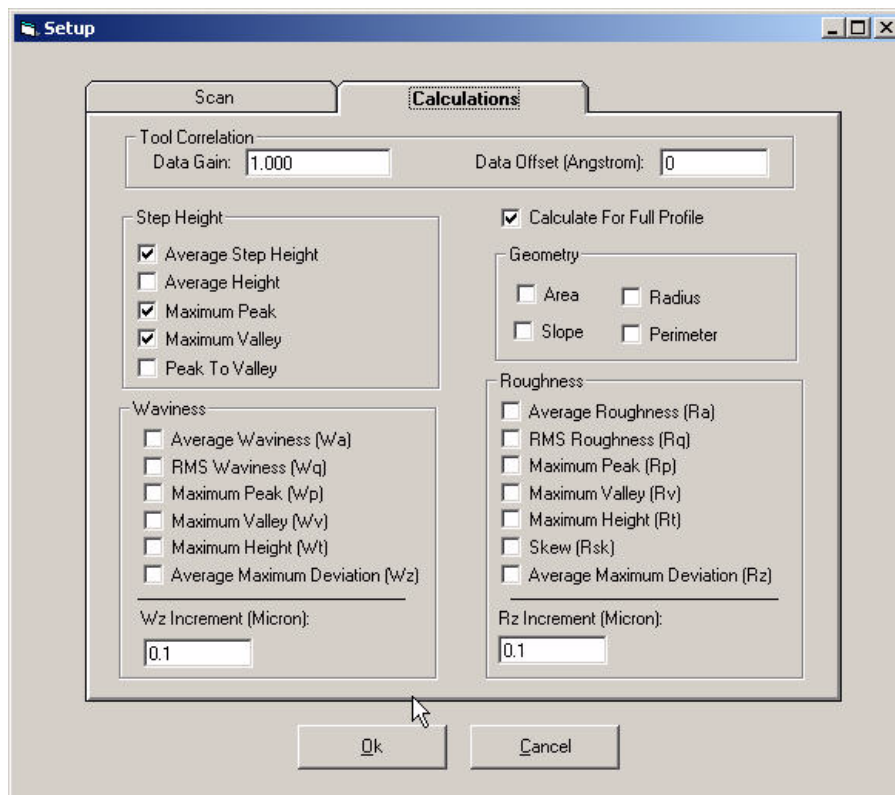 Setup
Scan
Calculations
Tool Correlation
Data Gain: 1.000
Data Offset (Angstrom): 0
Step Height
Average Step Height
Average Height
Maximum Peak
Maximum Valley
Peak To Valley
Calculate For Full Profile
Geometry
Area
Radius
Slope
Perimeter
Waviness
Average Waviness (Wa)
RMS Waviness (Wq)
Maximum Peak (Wp)
Maximum Valley (Wv)
Maximum Height (Wt)
Average Maximum Deviation (Wz)
Wz Increment (Micron):
0.1
Roughness
Average Roughness (Ra)
RMS Roughness (Rq)
Maximum Peak (Rp)
Maximum Valley (Rv)
Maximum Height (Rt)
Skew (Rsk)
Average Maximum Deviation (Rz)
Rz Increment (Micron):
0.1
Ok
Cancel